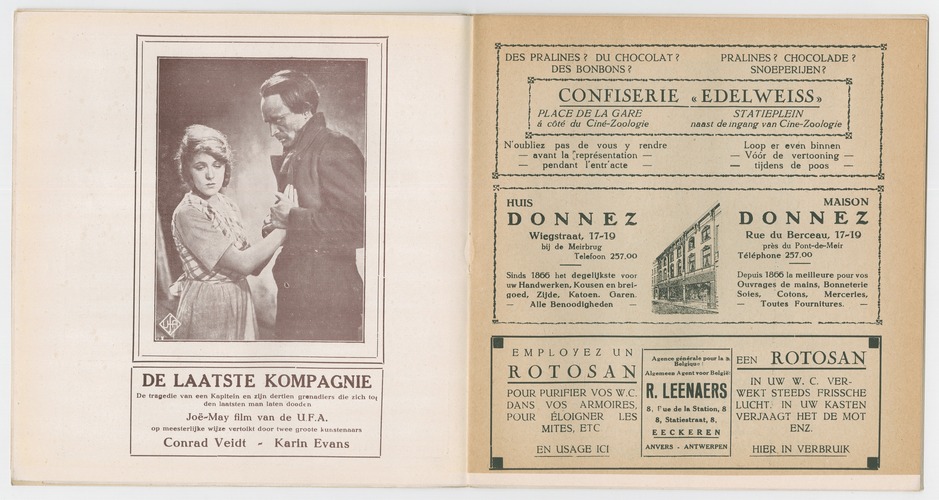 UFA
DE LAATSTE KOMPAGNIE
De tragedie van een Kapitein en zijn dertien grenadiers die zich tot
den laatsten man laten dooden
Joë-May film van de U.F.A.
op meesterlijke wijze vertolkt door twee groote kunstenaars
Conrad Veidt - Karin Evans
DES PRALINES ? DU CHOCOLAT ?
DES BONBONS ?
PRALINES ? CHOCOLADE ?
SNOEPERIJEN ?
CONFISERIE « EDELWEISS »
PLACE DE LA GARE
à côté du Ciné-Zoologie
STATIEPLEIN
naast de ingang van Cine-Zoologie
N'oubliez pas de vous y rendre
— avant la représentation —
— pendant l'entr'acte —
Loop er even binnen
— Vóór de vertooning —
— tijdens de poos —
HUIS
DONNEZ
Wiegstraat, 17-19
bij de Meirbrug
Telefoon 257.00
Sinds 1866 het degelijkste voor
uw Handwerken, Kousen en brei-
goed, Zijde, Katoen. Garen.
— Alle Benoodigheden —
MAISON
DONNEZ
Rue du Berceau, 17-19
près du Pont-de-Meir
Téléphone 257.00
Depuis 1866 la meilleure pour vos
Ouvrages de mains, Bonneterie
Soies, Cotons, Merceries,
— Toutes Fournitures. —
EMPLOYEZ UN
ROTOSAN
POUR PURIFIER VOS W.C.
DANS VOS ARMOIRES,
POUR ÉLOIGNER LES
MITES, ETC
EN USAGE ICI
Agence générale pour la
Belgique :
Algemeen Agent voor België
R. LEENAERS
8, Rue de la Station, 8
8, Statiestraat, 8,
EECKEREN
ANVERS - ANTWERPEN
EEN ROTOSAN
IN UW W. C. VER-
WEKT STEEDS FRISSCHE
LUCHT. IN UW KASTEN
VERJAAGT HET DE MOT
ENZ.
HIER IN VERBRUIK